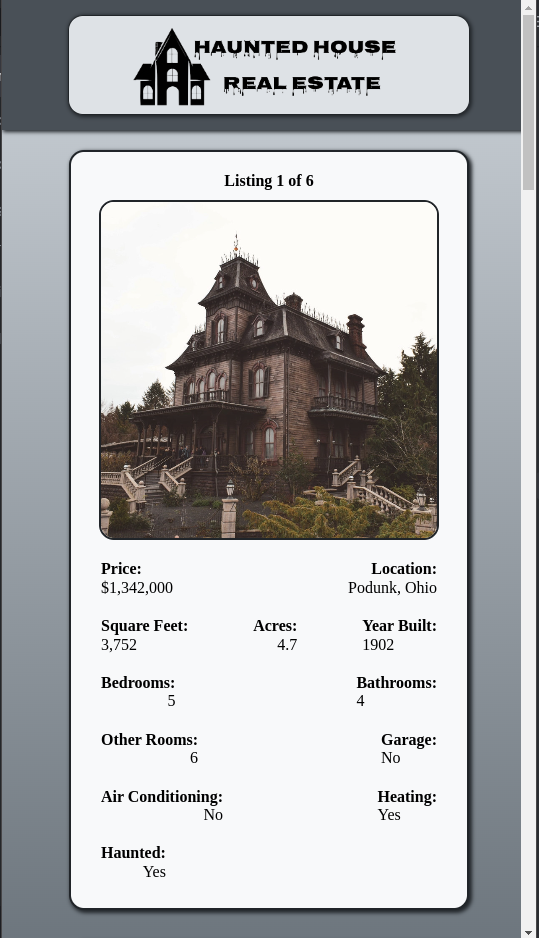 HAUNTED HOUSE
REAL ESTATE
Listing 1 of 6
Price: Location:
$1,342,000 Podunk, Ohio
Square Feet: Acres: Year Built:
3,752 4.7 1902
Bedrooms: Bathrooms:
5 4
Other Rooms: Garage:
6 No
Air Conditioning: Heating:
No Yes
Haunted:
Yes